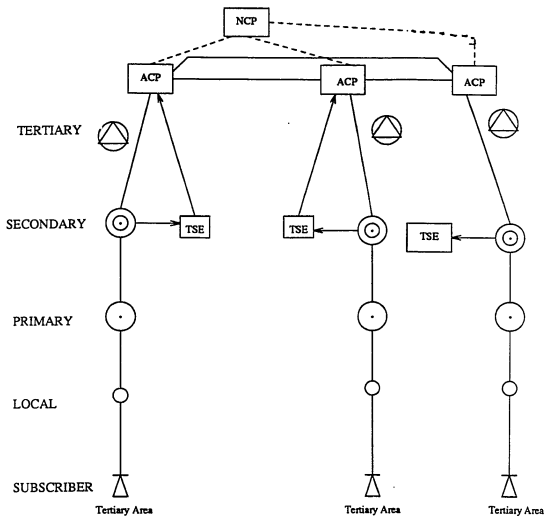 NCP
ACP ACP ACP
TERTIARY
SECONDARY
TSE TSE TSE
PRIMARY
LOCAL
SUBSCRIBER
Tertiary Area Tertiary Area Tertiary Area